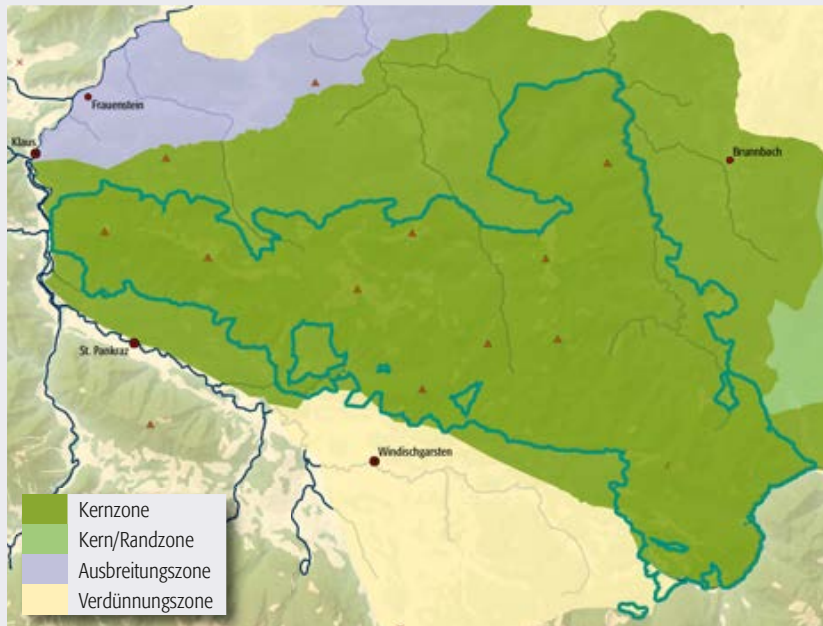 Frauenstein
Klaus
Brunnbach
St. Pankraz
Windischgarsten
Kernzone
Kern/Randzone
Ausbreitungszone
Verdünnungszone